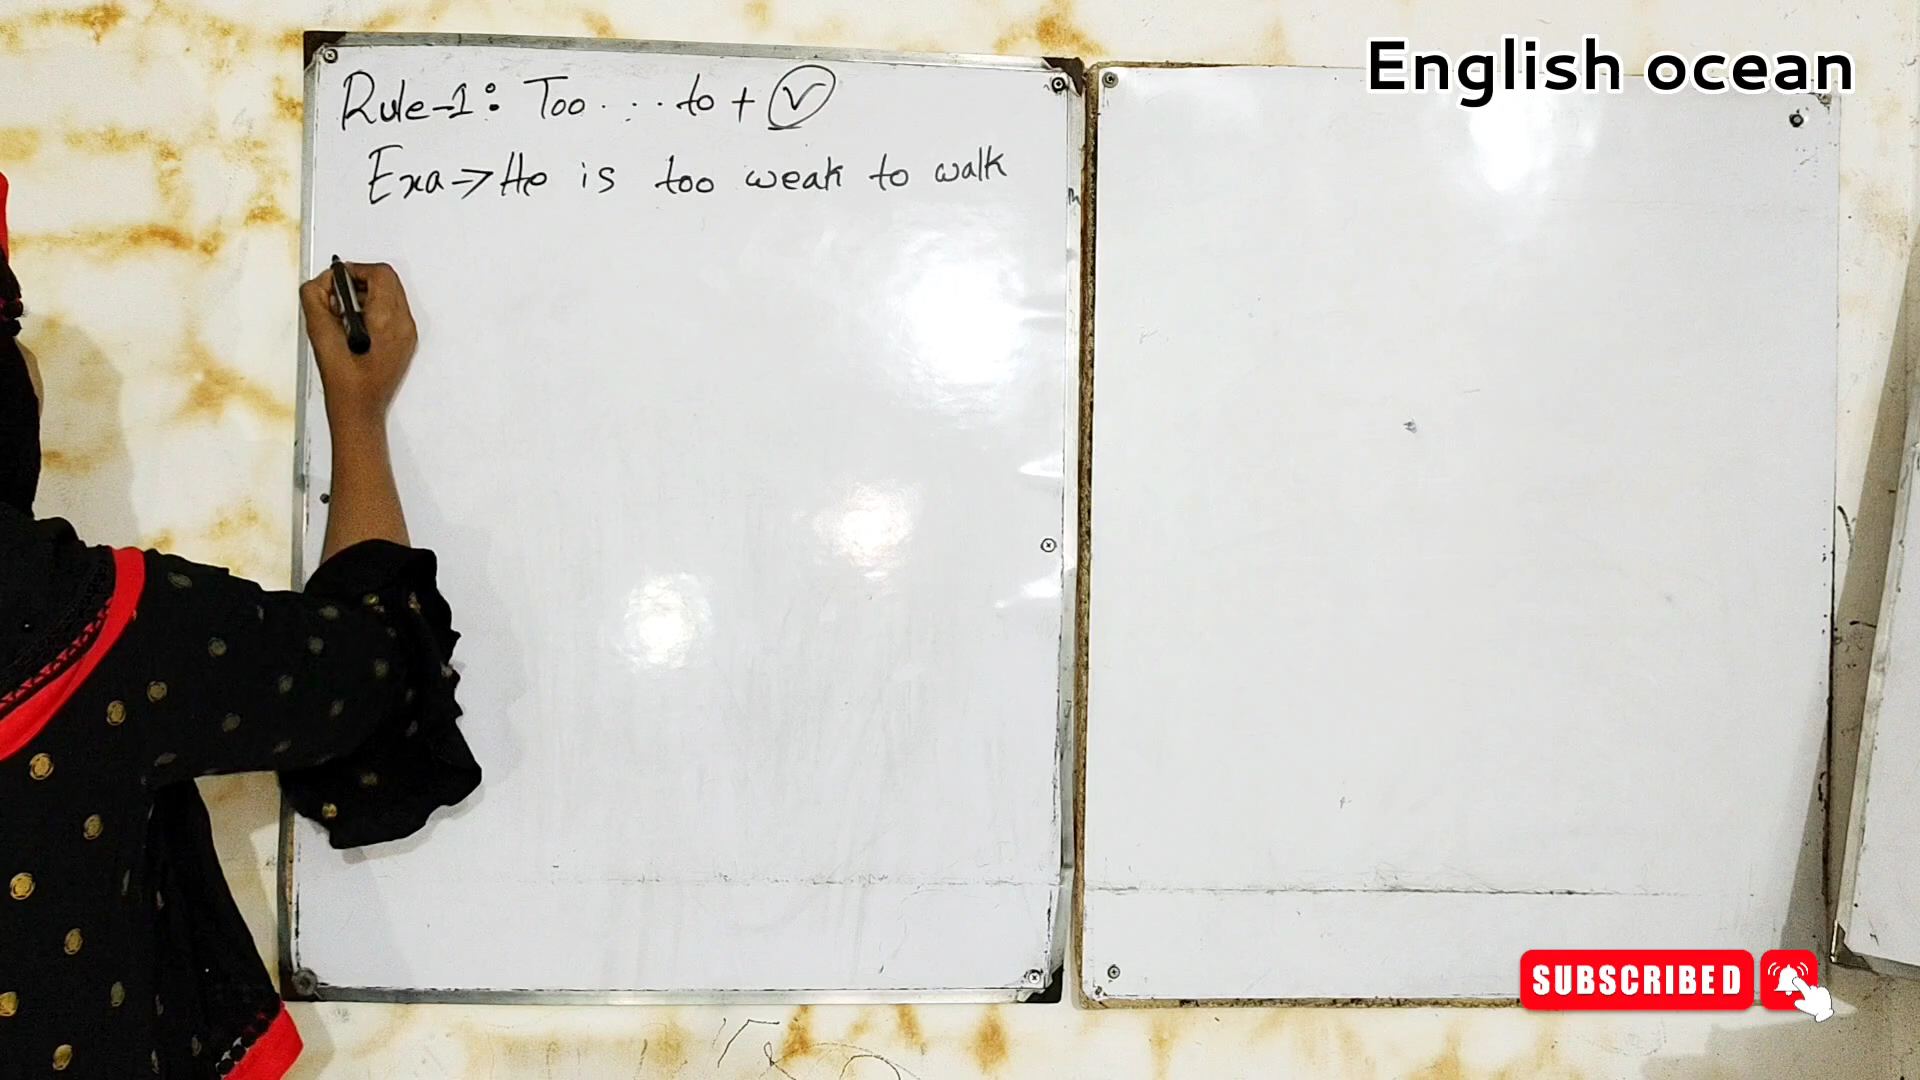 English ocean
Rule-1: Too . . . . to + V
Exa → He is too weak to walk
SUBSCRIBED